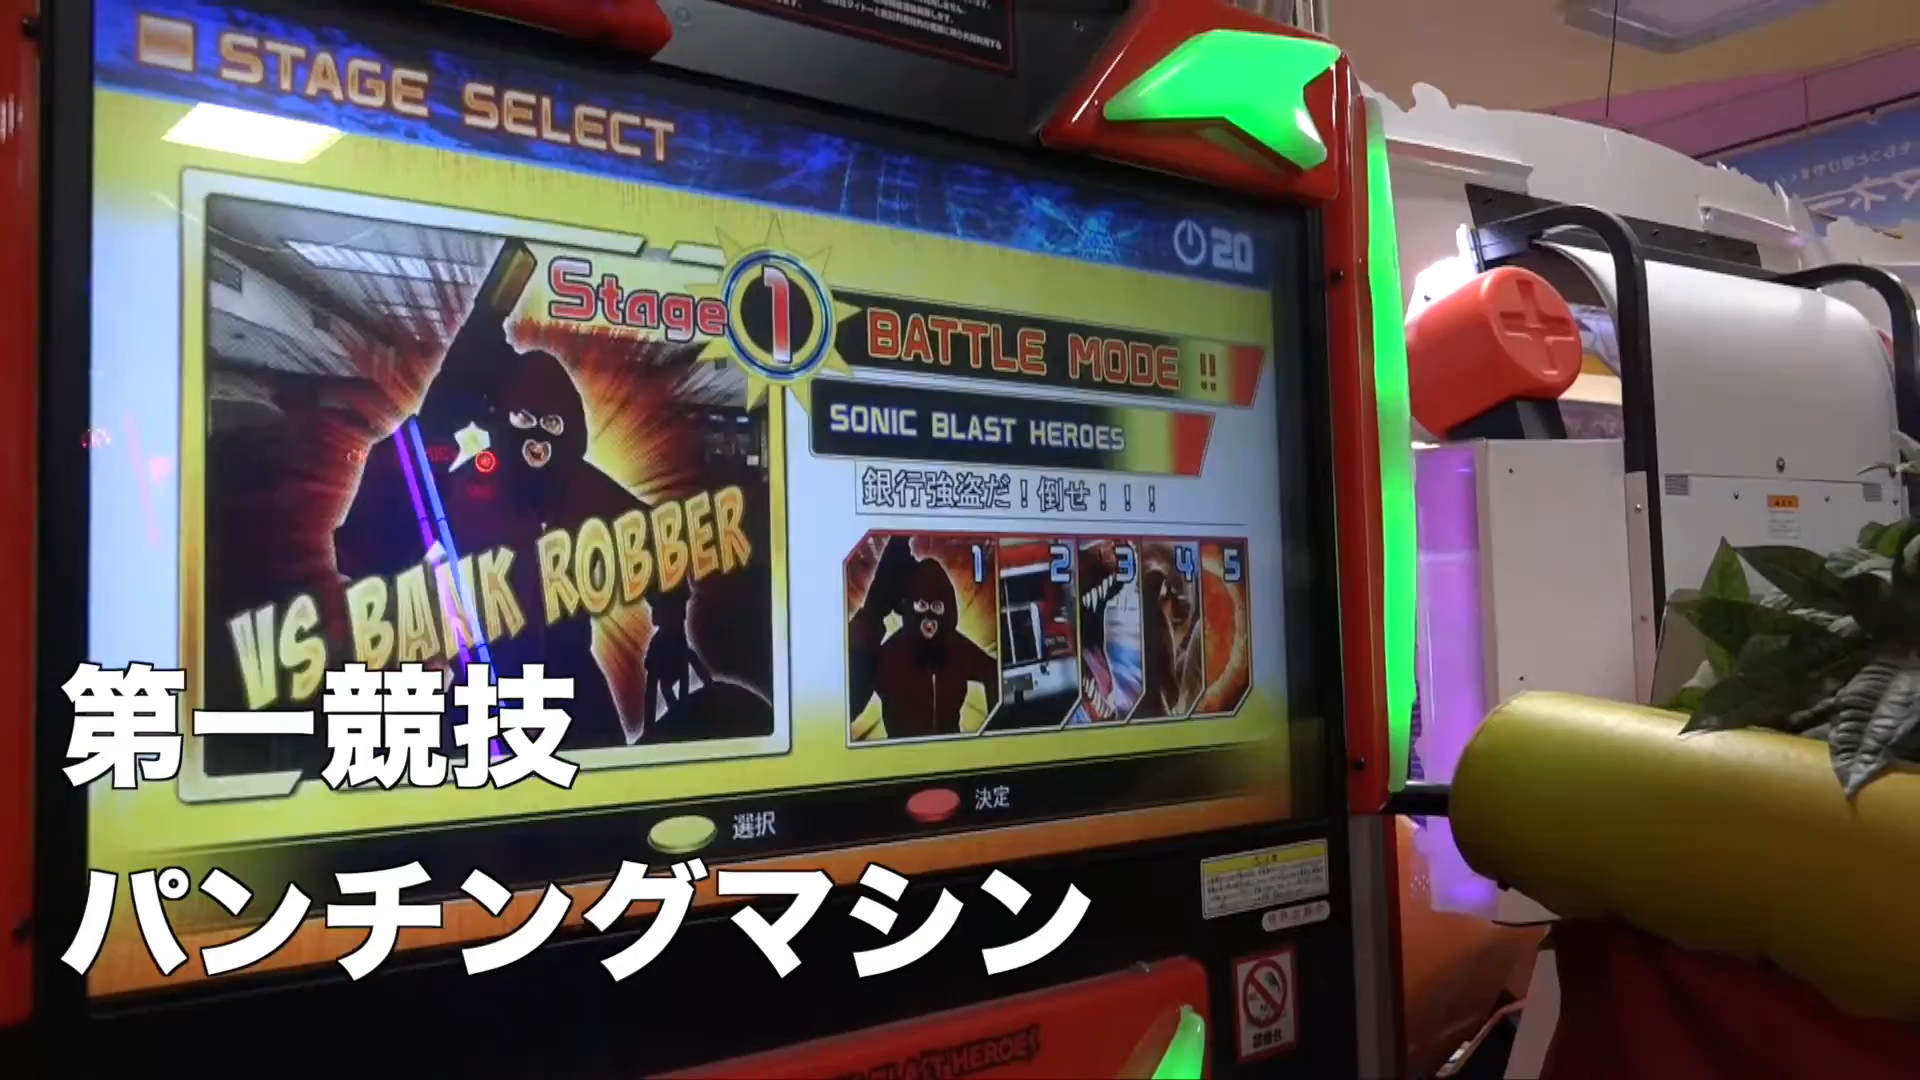 STAGE SELECT
20
Stage 1
BATTLE MODE !!
SONIC BLAST HEROES
銀行強盗だ！倒せ！！！
VS BANK ROBBER
1 2 3 4 5
選択
決定
第一競技
パンチングマシン
BLAST HEROES